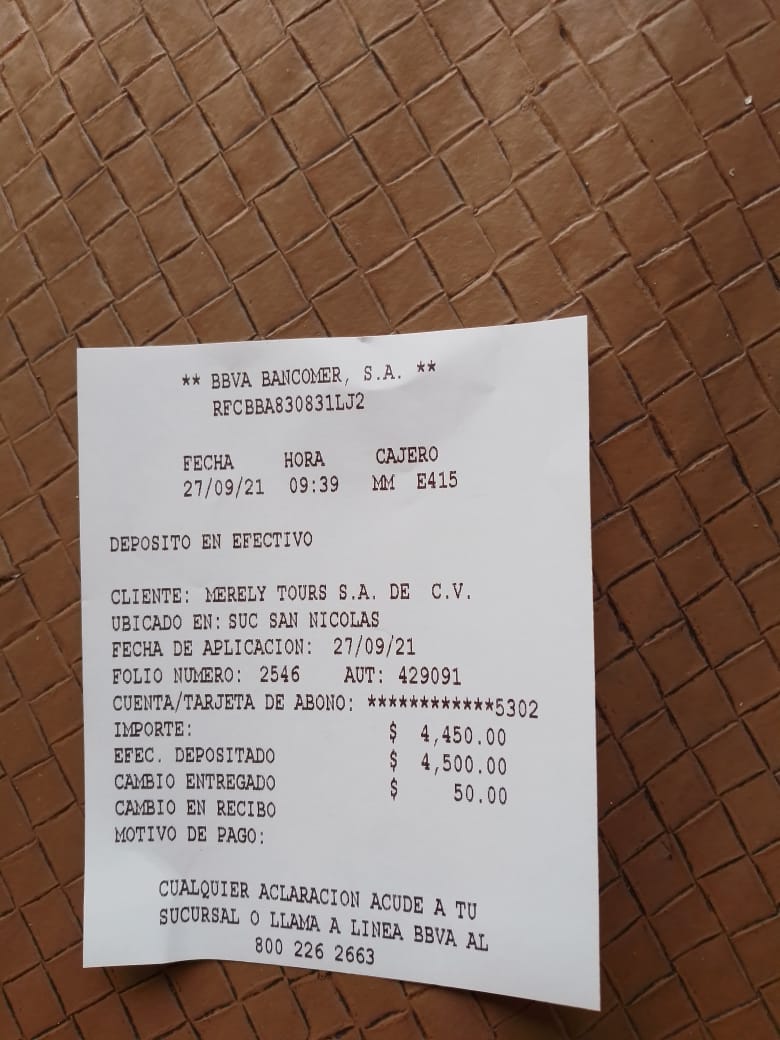 ** BBVA BANCOMER, S.A. **
RFCBBA830831LJ2
FECHA HORA CAJERO
27/09/21 09:39 MM E415
DEPOSITO EN EFECTIVO
CLIENTE: MERELY TOURS S.A. DE C.V.
UBICADO EN: SUC SAN NICOLAS
FECHA DE APLICACION: 27/09/21
FOLIO NUMERO: 2546 AUT: 429091
CUENTA/TARJETA DE ABONO: ************5302
IMPORTE: $ 4,450.00
EFEC. DEPOSITADO $ 4,500.00
CAMBIO ENTREGADO $ 50.00
CAMBIO EN RECIBO
MOTIVO DE PAGO:
CUALQUIER ACLARACION ACUDE A TU
SUCURSAL O LLAMA A LINEA BBVA AL
800 226 2663